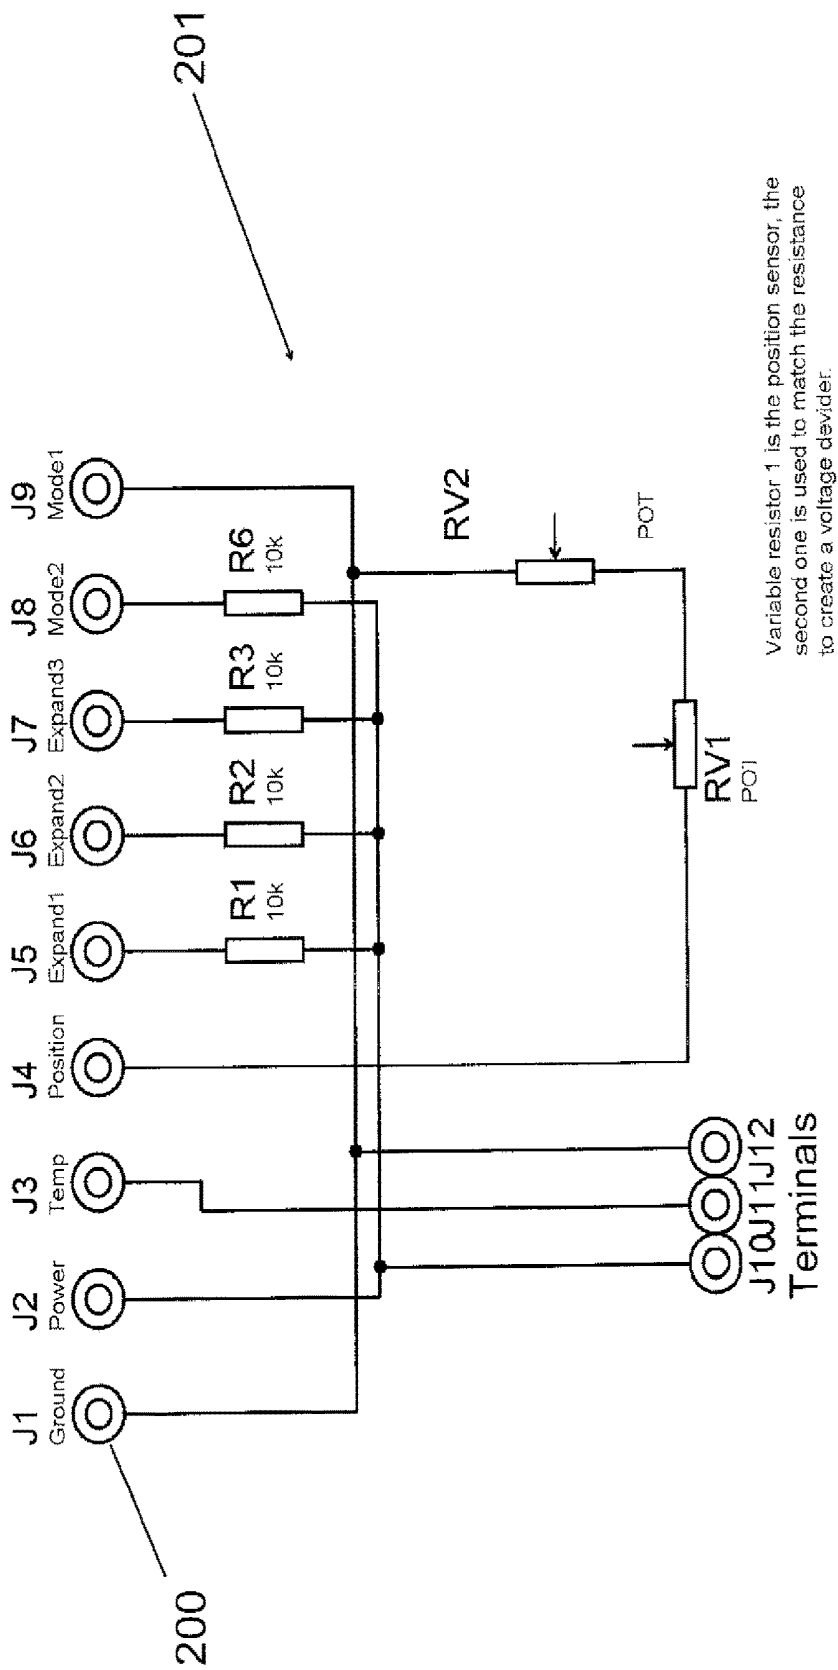 201
200
J1
Ground
J2
Power
J3
Temp
J4
Position
J5
Expand1
J6
Expand2
J7
Expand3
J8
Mode2
J9
Mode1
R1
10k
R2
10k
R3
10k
R6
10k
RV2
POT
RV1
POT
J10J11J12
Terminals
Variable resistor 1 is the position sensor, the
second one is used to match the resistance
to create a voltage devider.